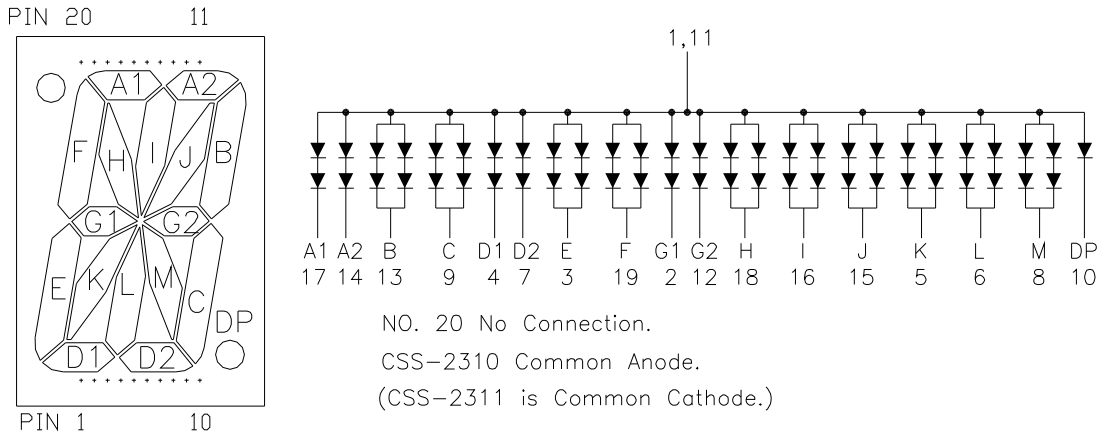 PIN 20 11
A1 A2
F H I J B
G1 G2
E K L M C
DP
D1 D2
PIN 1 10
1,11
A1 A2 B C D1 D2 E F G1 G2 H I J K L M DP
17 14 13 9 4 7 3 19 2 12 18 16 15 5 6 8 10
NO. 20 No Connection.
CSS-2310 Common Anode.
(CSS-2311 is Common Cathode.)